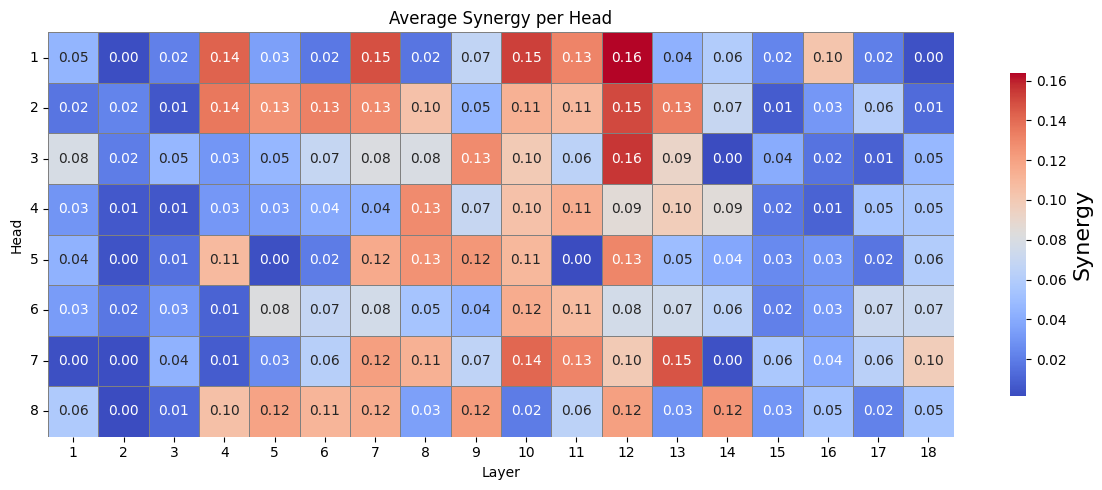 Average Synergy per Head
1 0.05 0.00 0.02 0.14 0.03 0.02 0.15 0.02 0.07 0.15 0.13 0.16 0.04 0.06 0.02 0.10 0.02 0.00
2 0.02 0.02 0.01 0.14 0.13 0.13 0.13 0.10 0.05 0.11 0.11 0.15 0.13 0.07 0.01 0.03 0.06 0.01
3 0.08 0.02 0.05 0.03 0.05 0.07 0.08 0.08 0.13 0.10 0.06 0.16 0.09 0.00 0.04 0.02 0.01 0.05
4 0.03 0.01 0.01 0.03 0.03 0.04 0.04 0.13 0.07 0.10 0.11 0.09 0.10 0.09 0.02 0.01 0.05 0.05
5 0.04 0.00 0.01 0.11 0.00 0.02 0.12 0.13 0.12 0.11 0.00 0.13 0.05 0.04 0.03 0.03 0.02 0.06
6 0.03 0.02 0.03 0.01 0.08 0.07 0.08 0.05 0.04 0.12 0.11 0.08 0.07 0.06 0.02 0.03 0.07 0.07
7 0.00 0.00 0.04 0.01 0.03 0.06 0.12 0.11 0.07 0.14 0.13 0.10 0.15 0.00 0.06 0.04 0.06 0.10
8 0.06 0.00 0.01 0.10 0.12 0.11 0.12 0.03 0.12 0.02 0.06 0.12 0.03 0.12 0.03 0.05 0.02 0.05
1 2 3 4 5 6 7 8 9 10 11 12 13 14 15 16 17 18
Layer
Head
0.16
0.14
0.12
0.10
0.08
0.06
0.04
0.02
Synergy